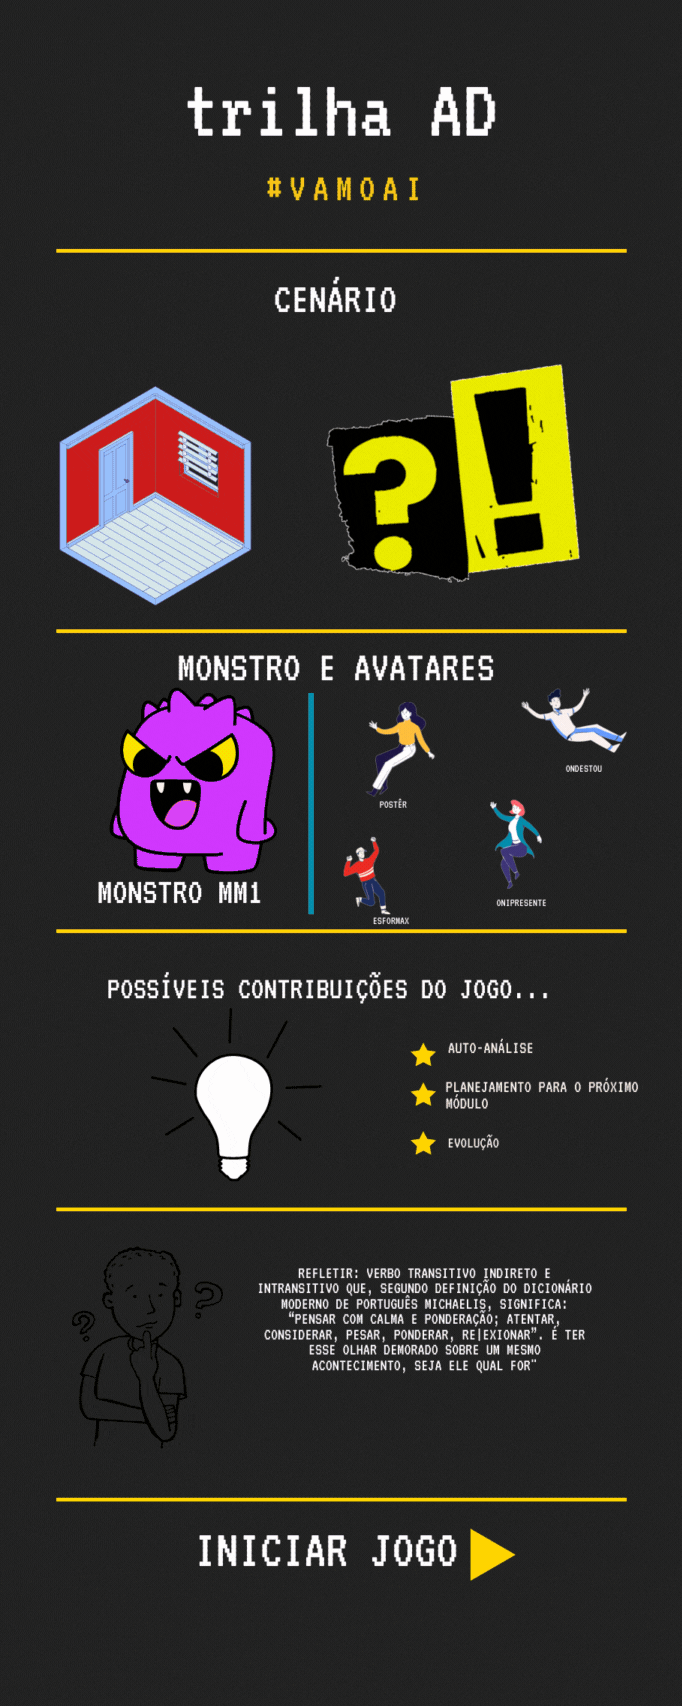 trilha AD
#VAMOAI
CENÁRIO
?!
MONSTRO E AVATARES
POSTÊR
ONDESTOU
ESFORMAX
ONIPRESENTE
MONSTRO MM1
POSSÍVEIS CONTRIBUIÇÕES DO JOGO...
AUTO-ANÁLISE
PLANEJAMENTO PARA O PRÓXIMO
MÓDULO
EVOLUÇÃO
? ?
REFLETIR: VERBO TRANSITIVO INDIRETO E
INTRANSITIVO QUE, SEGUNDO DEFINIÇÃO DO DICIONÁRIO
MODERNO DE PORTUGUÊS MICHAELIS, SIGNIFICA:
“PENSAR COM CALMA E PONDERAÇÃO; ATENTAR,
CONSIDERAR, PESAR, PONDERAR, RE|EXIONAR”. É TER
ESSE OLHAR DEMORADO SOBRE UM MESMO
ACONTECIMENTO, SEJA ELE QUAL FOR"
INICIAR JOGO